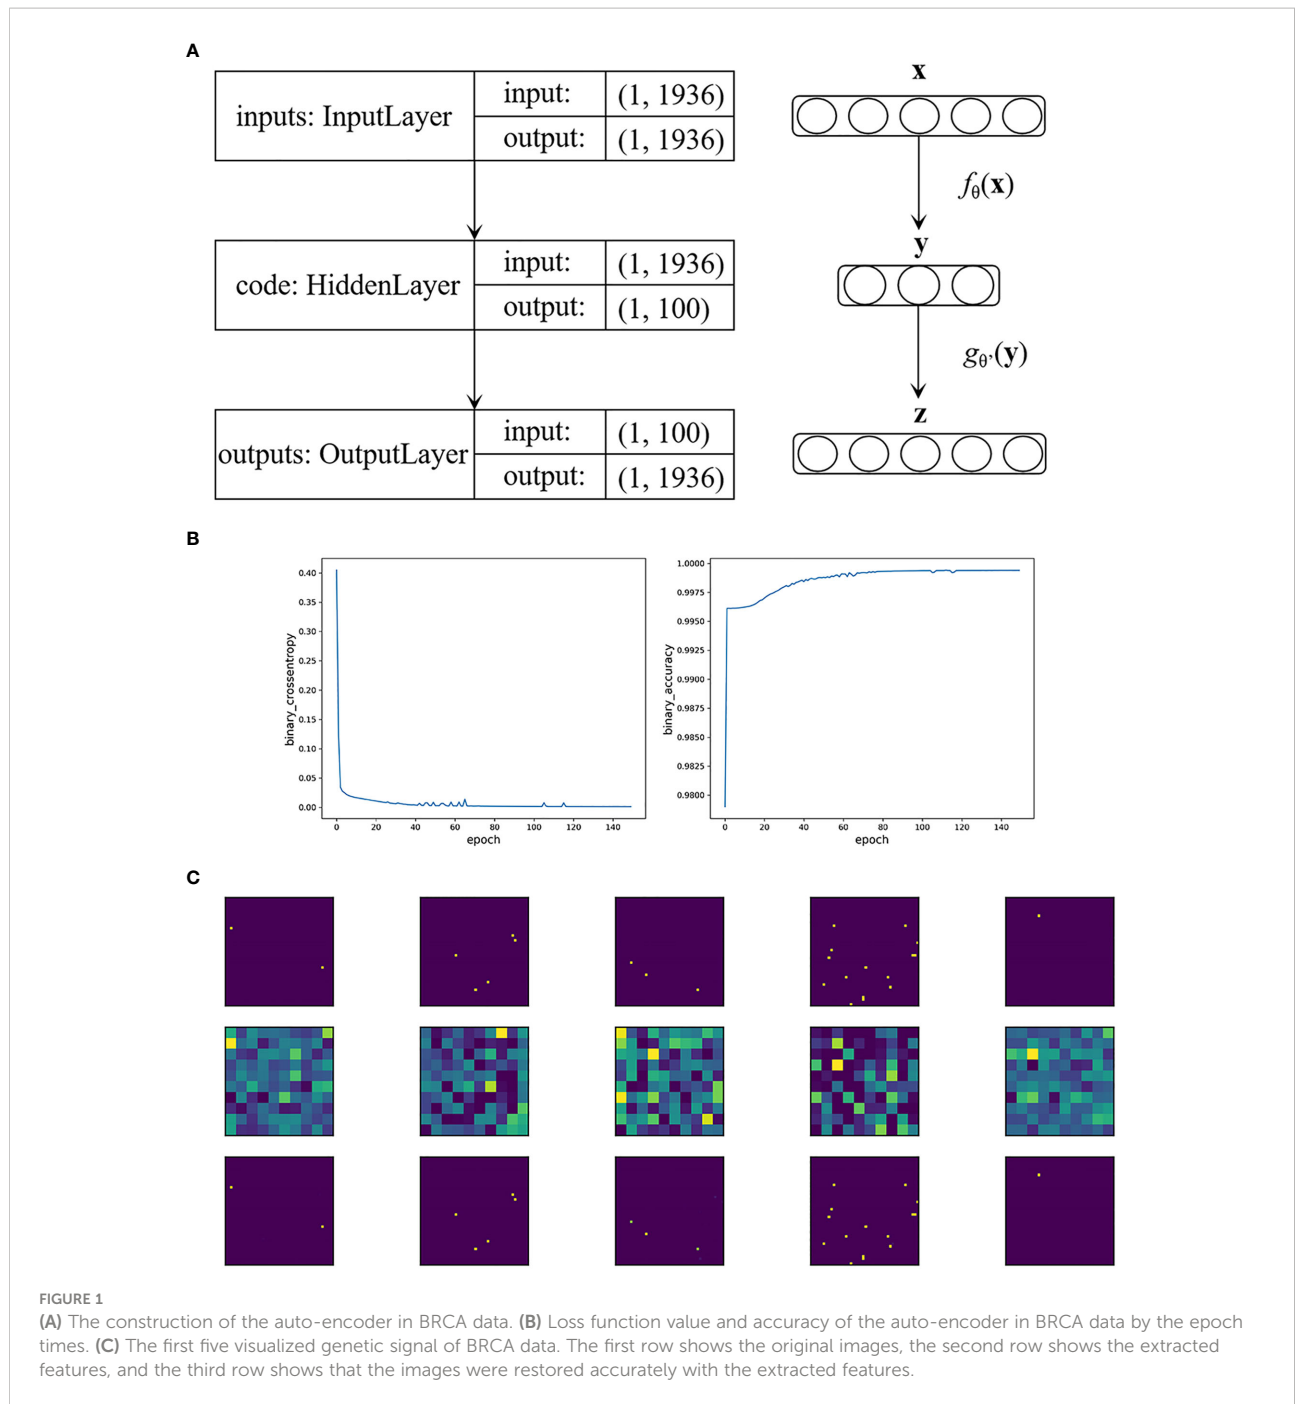 A
inputs: InputLayer
input:
(1, 1936)
output:
(1, 1936)
code: HiddenLayer
input:
(1, 1936)
output:
(1, 100)
outputs: OutputLayer
input:
(1, 100)
output:
(1, 1936)
x
fθ(x)
y
gθ’(y)
z
B
binary_crossentropy
0.40
0.35
0.30
0.25
0.20
0.15
0.10
0.05
0.00
0 20 40 60 80 100 120 140
epoch
binary_accuracy
1.0000
0.9975
0.9950
0.9925
0.9900
0.9875
0.9850
0.9825
0.9800
0 20 40 60 80 100 120 140
epoch
C
FIGURE 1
(A) The construction of the auto-encoder in BRCA data. (B) Loss function value and accuracy of the auto-encoder in BRCA data by the epoch
times. (C) The first five visualized genetic signal of BRCA data. The first row shows the original images, the second row shows the extracted
features, and the third row shows that the images were restored accurately with the extracted features.